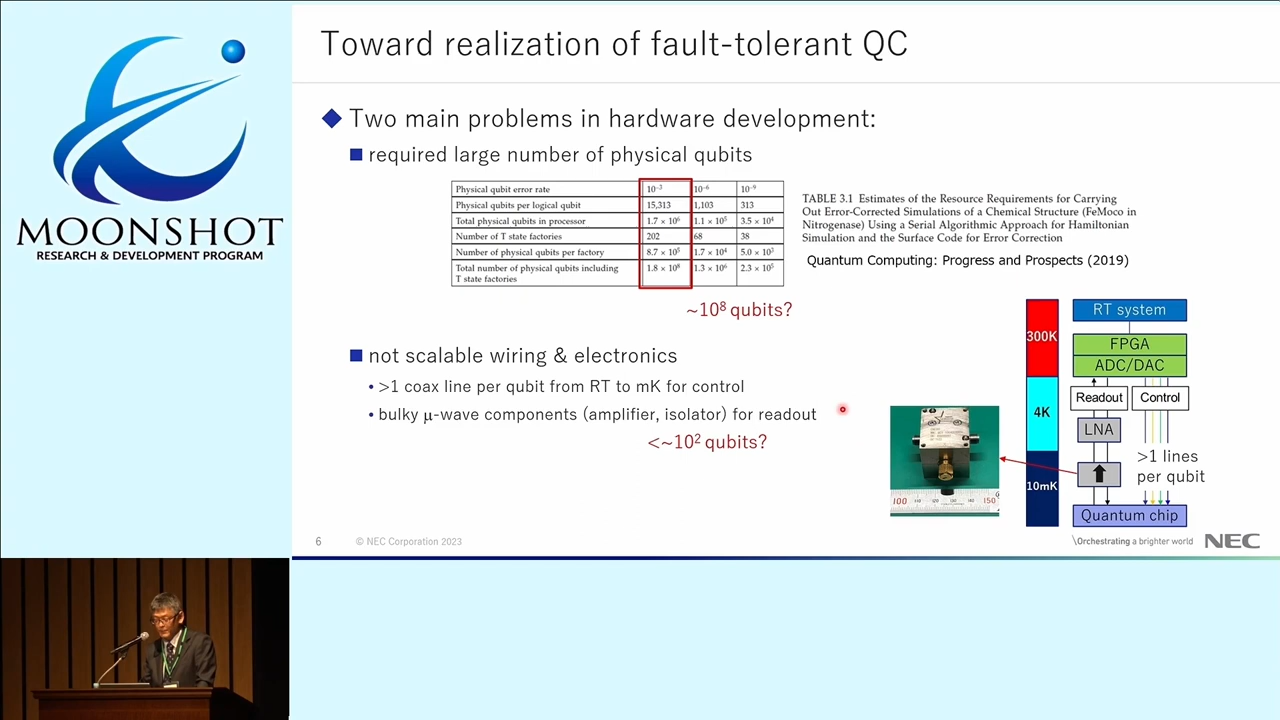 MOONSHOT
RESEARCH & DEVELOPMENT PROGRAM
Toward realization of fault-tolerant QC
Two main problems in hardware development:
required large number of physical qubits
Physical qubit error rate 10⁻³ 10⁻⁶ 10⁻⁹
Physical qubits per logical qubit 15,313 1,103 313
Total physical qubits in processor 1.7 × 10⁶ 1.1 × 10⁵ 3.5 × 10⁴
Number of T state factories 202 68 38
Number of physical qubits per factory 8.7 × 10⁵ 1.7 × 10⁴ 5.0 × 10³
Total number of physical qubits including 1.8 × 10⁸ 1.3 × 10⁶ 2.3 × 10⁵
T state factories
TABLE 3.1 Estimates of the Resource Requirements for Carrying
Out Error-Corrected Simulations of a Chemical Structure (FeMoco in
Nitrogenase) Using a Serial Algorithmic Approach for Hamiltonian
Simulation and the Surface Code for Error Correction
Quantum Computing: Progress and Prospects (2019)
~10⁸ qubits?
not scalable wiring & electronics
• >1 coax line per qubit from RT to mK for control
• bulky μ-wave components (amplifier, isolator) for readout
<~10² qubits?
300K
4K
10mK
RT system
FPGA
ADC/DAC
Readout Control
LNA
>1 lines
per qubit
Quantum chip
100
150
6 © NEC Corporation 2023
\Orchestrating a brighter world NEC